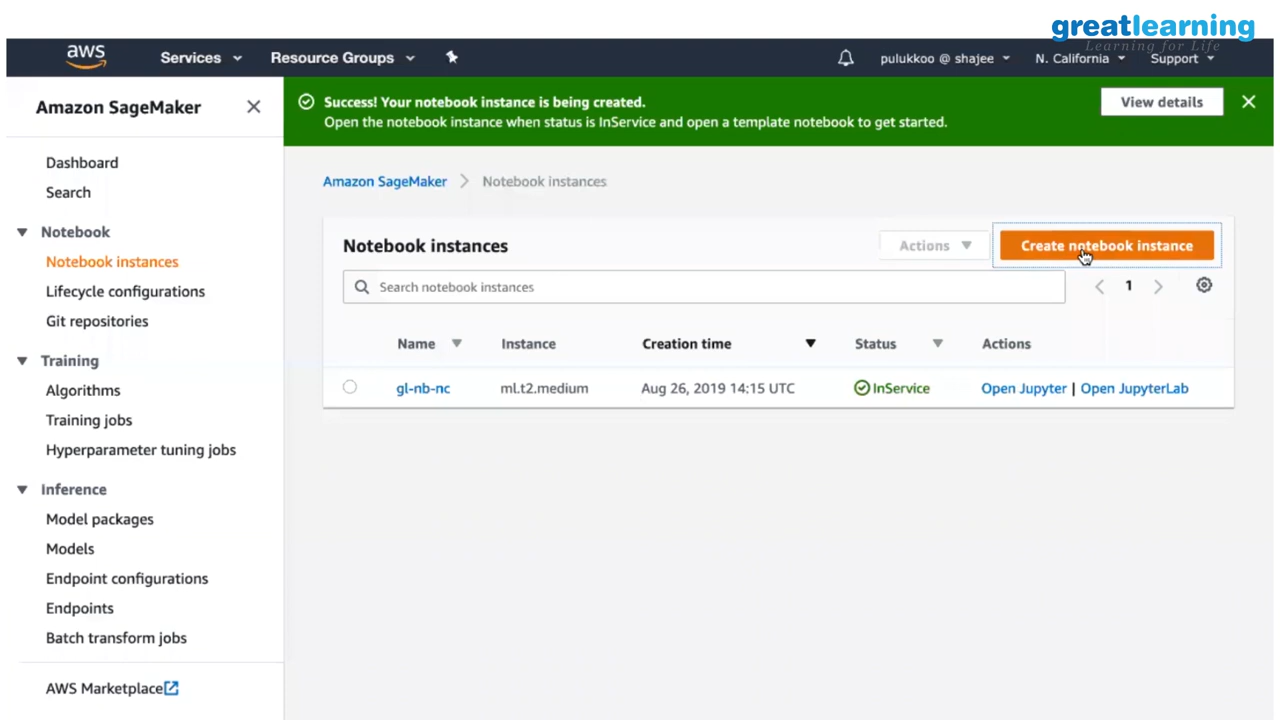 greatlearning
Learning for Life
aws Services Resource Groups pulukkoo @ shajee N. California Support
Amazon SageMaker
Success! Your notebook instance is being created.
Open the notebook instance when status is InService and open a template notebook to get started.
View details
Dashboard
Search
Notebook
Notebook instances
Lifecycle configurations
Git repositories
Training
Algorithms
Training jobs
Hyperparameter tuning jobs
Inference
Model packages
Models
Endpoint configurations
Endpoints
Batch transform jobs
AWS Marketplace
Amazon SageMaker > Notebook instances
Notebook instances
Actions
Create notebook instance
Search notebook instances
1
Name Instance Creation time Status Actions
gl-nb-nc ml.t2.medium Aug 26, 2019 14:15 UTC InService Open Jupyter | Open JupyterLab